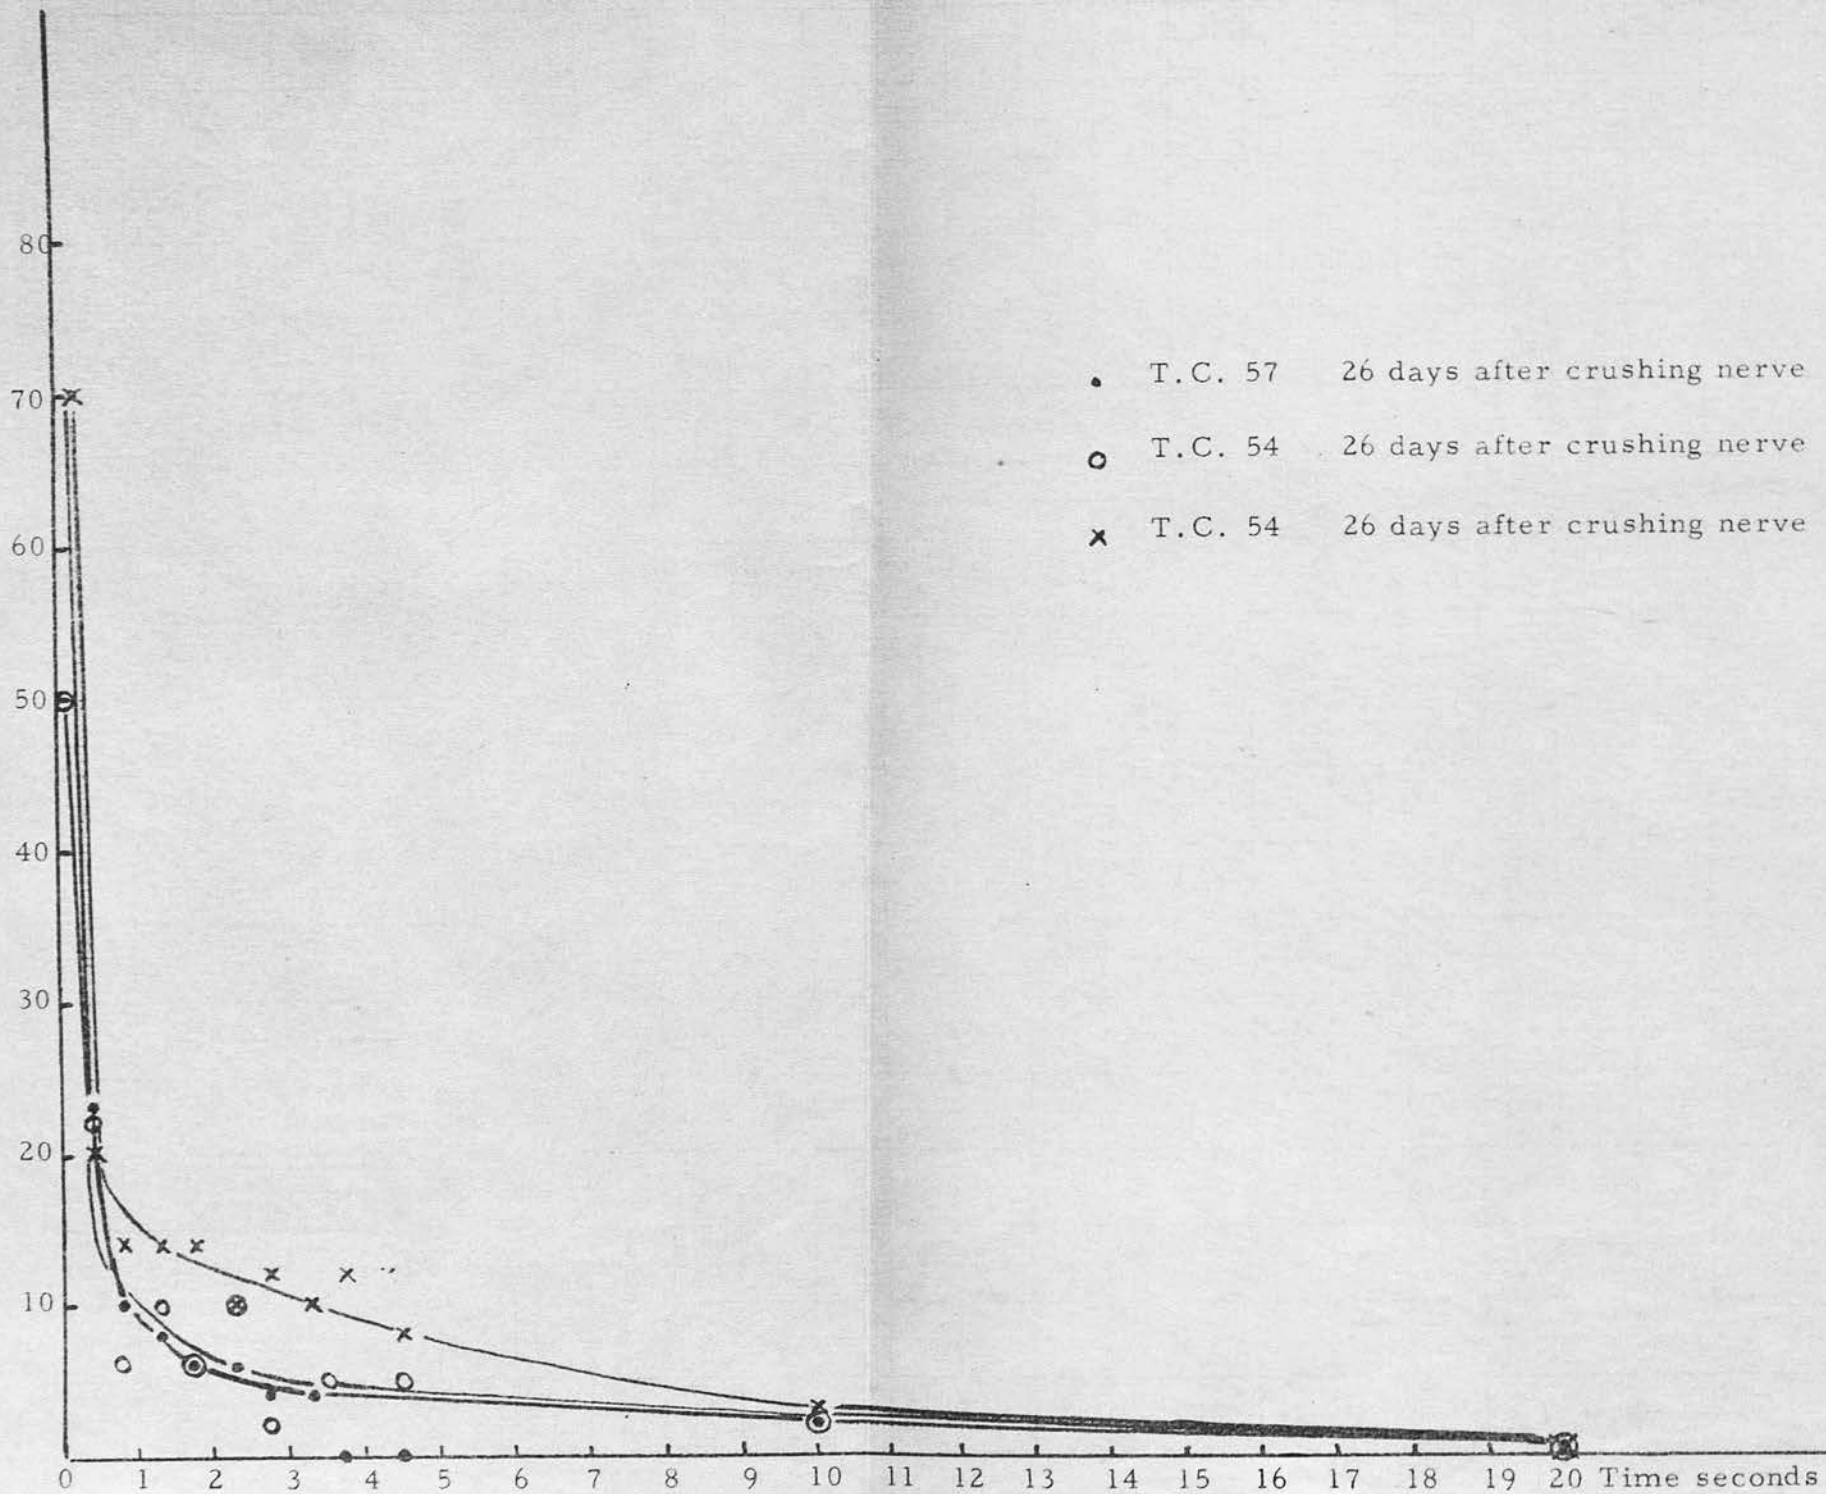 80
70
60
50
40
30
20
10
• T.C. 57 26 days after crushing nerve
o T.C. 54 26 days after crushing nerve
x T.C. 54 26 days after crushing nerve
0 1 2 3 4 5 6 7 8 9 10 11 12 13 14 15 16 17 18 19 20 Time seconds